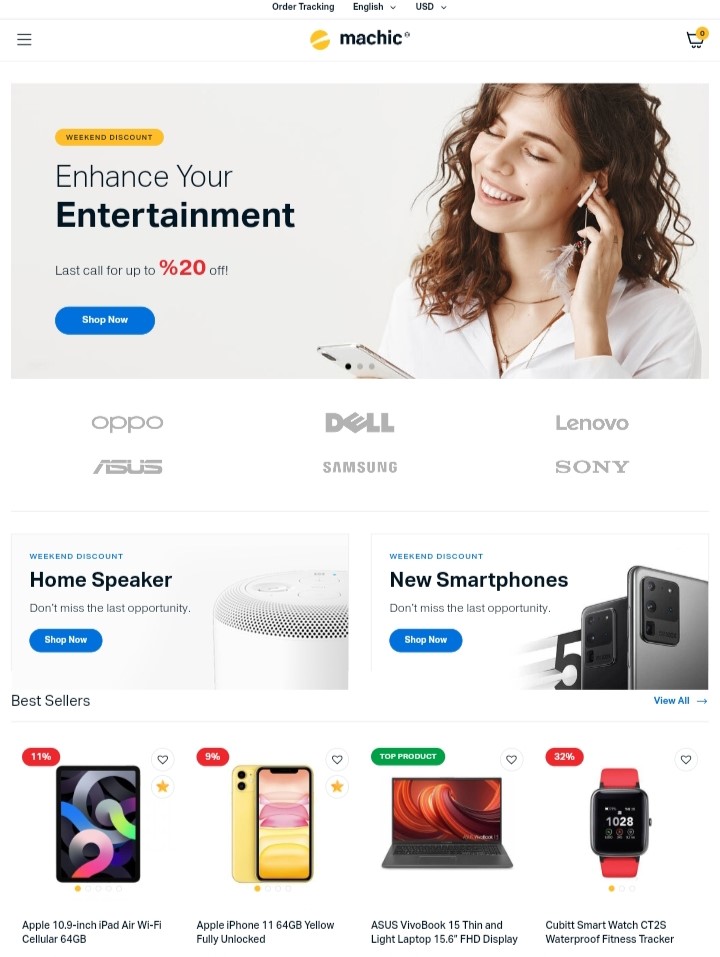 Order Tracking English USD
machic
0
WEEKEND DISCOUNT
Enhance Your
Entertainment
Last call for up to %20 off!
Shop Now
oppo DELL Lenovo
ASUS SAMSUNG SONY
WEEKEND DISCOUNT
Home Speaker
Don't miss the last opportunity.
Shop Now
WEEKEND DISCOUNT
New Smartphones
Don't miss the last opportunity.
Shop Now
Best Sellers
View All →
11%
9%
TOP PRODUCT
32%
1028
Apple 10.9-inch iPad Air Wi-Fi
Cellular 64GB
Apple iPhone 11 64GB Yellow
Fully Unlocked
ASUS VivoBook 15 Thin and
Light Laptop 15.6" FHD Display
Cubitt Smart Watch CT2S
Waterproof Fitness Tracker